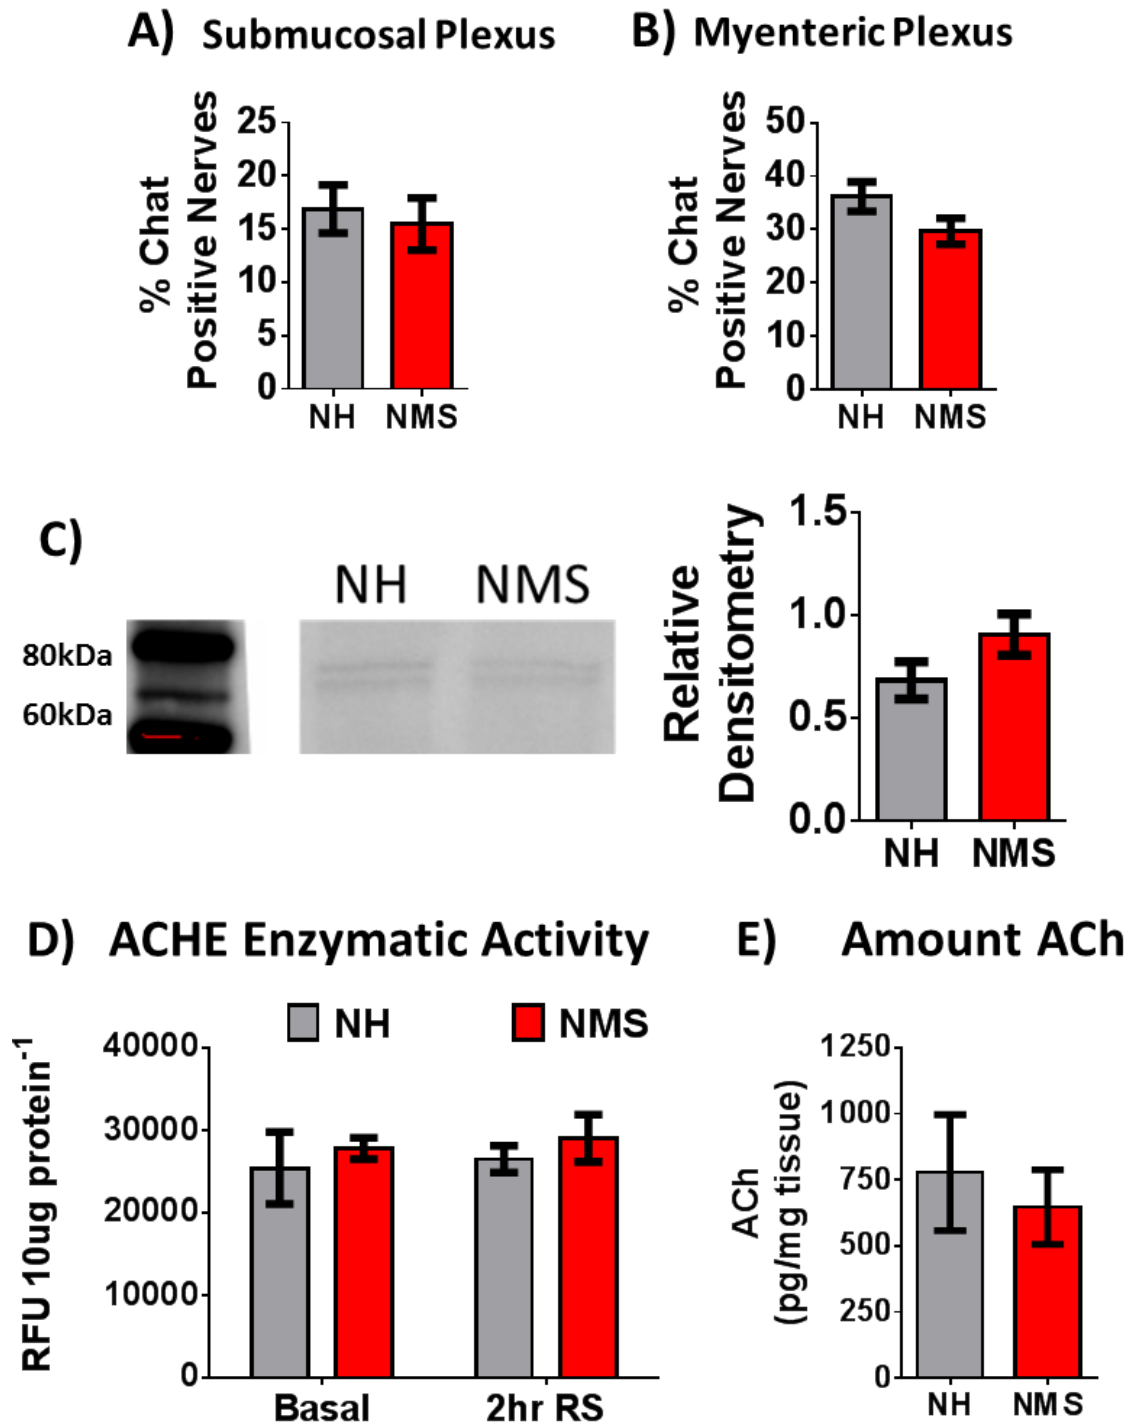 A) Submucosal Plexus
% Chat
Positive Nerves
25
20
15
10
5
0
NH NMS
B) Myenteric Plexus
% Chat
Positive Nerves
50
40
30
20
10
0
NH NMS
C)
NH NMS
80kDa
60kDa
Relative
Densitometry
1.5
1.0
0.5
0.0
NH NMS
D) ACHE Enzymatic Activity
NH NMS
RFU 10ug protein⁻¹
40000
30000
20000
10000
0
Basal 2hr RS
E) Amount ACh
ACh
(pg/mg tissue)
1250
1000
750
500
250
0
NH NMS